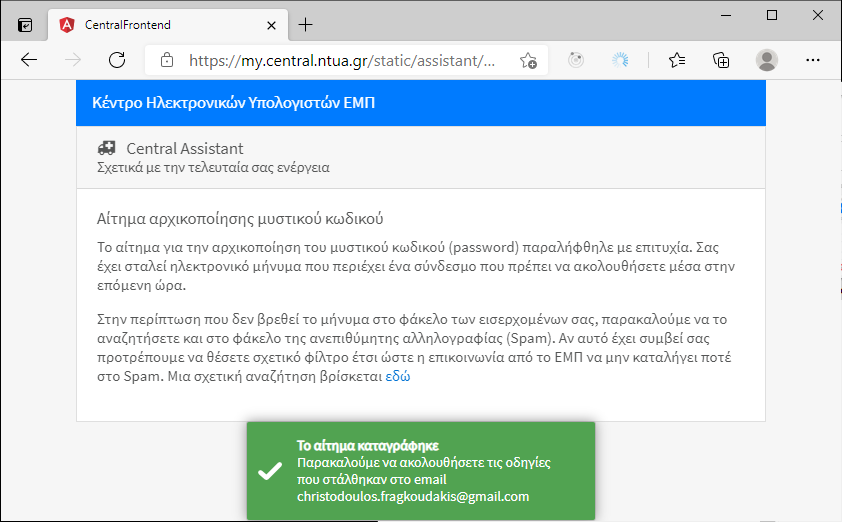 CentralFrontend
https://my.central.ntua.gr/static/assistant/...
Κέντρο Ηλεκτρονικών Υπολογιστών ΕΜΠ
Central Assistant
Σχετικά με την τελευταία σας ενέργεια
Αίτημα αρχικοποίησης μυστικού κωδικού
Το αίτημα για την αρχικοποίηση του μυστικού κωδικού (password) παραλήφθηλε με επιτυχία. Σας
έχει σταλεί ηλεκτρονικό μήνυμα που περιέχει ένα σύνδεσμο που πρέπει να ακολουθήσετε μέσα στην
επόμενη ώρα.
Στην περίπτωση που δεν βρεθεί το μήνυμα στο φάκελο των εισερχομένων σας, παρακαλούμε να το
αναζητήσετε και στο φάκελο της ανεπιθύμητης αλληλογραφίας (Spam). Αν αυτό έχει συμβεί σας
προτρέπουμε να θέσετε σχετικό φίλτρο έτσι ώστε η επικοινωνία από το ΕΜΠ να μην καταλήγει ποτέ
στο Spam. Μια σχετική αναζήτηση βρίσκεται εδώ
Το αίτημα καταγράφηκε
Παρακαλούμε να ακολουθήσετε τις οδηγίες
που στάλθηκαν στο email
christodoulos.fragkoudakis@gmail.com